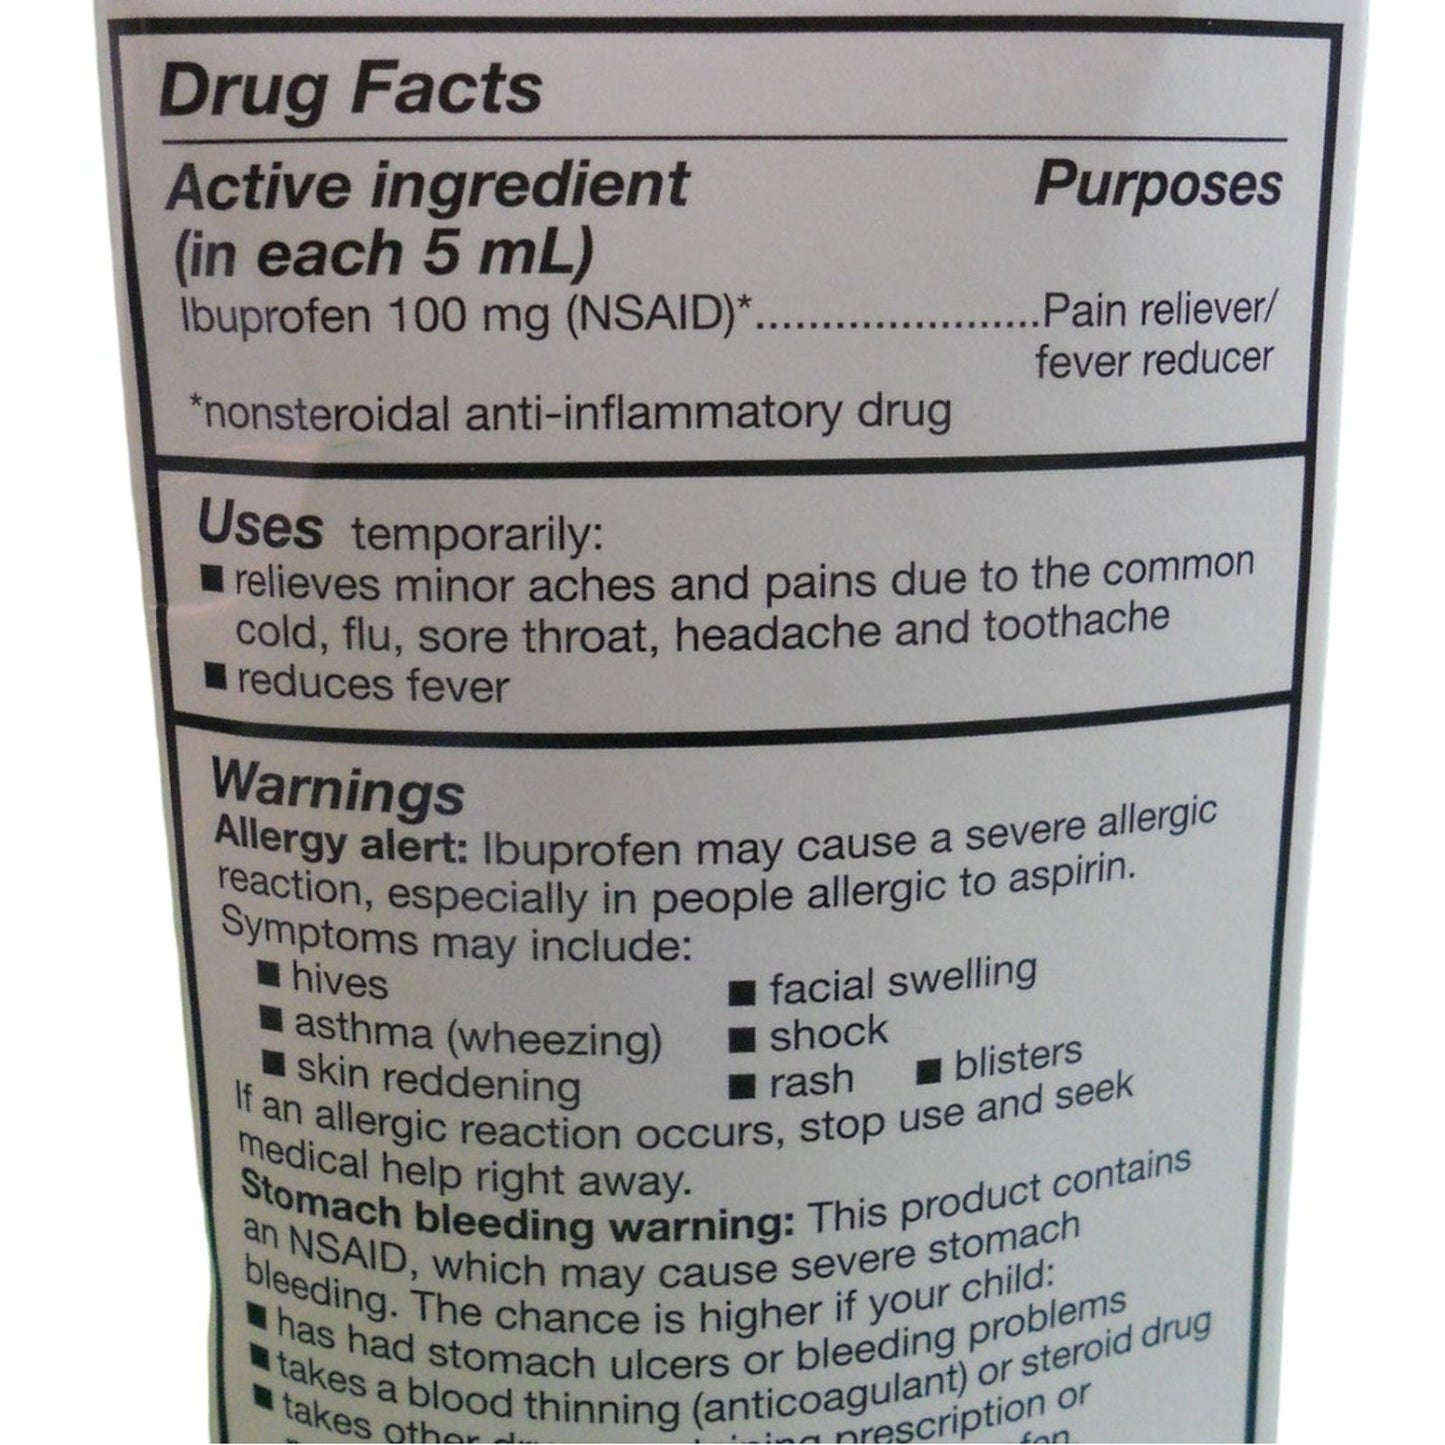 Drug Facts
Active ingredient Purposes
(in each 5 mL)
Ibuprofen 100 mg (NSAID)*......................Pain reliever/
fever reducer
*nonsteroidal anti-inflammatory drug
Uses temporarily:
■ relieves minor aches and pains due to the common
cold, flu, sore throat, headache and toothache
■ reduces fever
Warnings
Allergy alert: Ibuprofen may cause a severe allergic
reaction, especially in people allergic to aspirin.
Symptoms may include:
■ hives ■ facial swelling
■ asthma (wheezing) ■ shock
■ skin reddening ■ rash ■ blisters
If an allergic reaction occurs, stop use and seek
medical help right away.
Stomach bleeding warning: This product contains
an NSAID, which may cause severe stomach
bleeding. The chance is higher if your child:
■ has had stomach ulcers or bleeding problems
■ takes a blood thinning (anticoagulant) or steroid drug
■ takes other prescription or